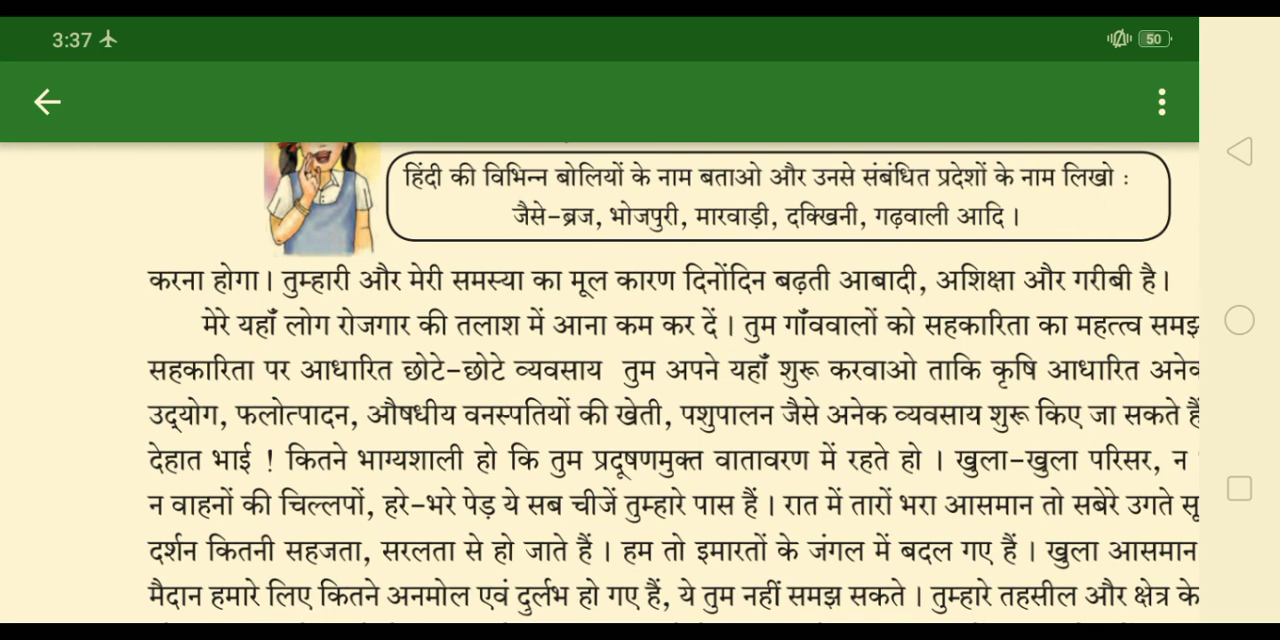 3:37
50
हिंदी की विभिन्न बोलियों के नाम बताओ और उनसे संबंधित प्रदेशों के नाम लिखो :
जैसे-ब्रज, भोजपुरी, मारवाड़ी, दक्खिनी, गढ़वाली आदि ।
करना होगा । तुम्हारी और मेरी समस्या का मूल कारण दिनोंदिन बढ़ती आबादी, अशिक्षा और गरीबी है ।
मेरे यहाँ लोग रोजगार की तलाश में आना कम कर दें । तुम गाँववालों को सहकारिता का महत्त्व
सहकारिता पर आधारित छोटे-छोटे व्यवसाय तुम अपने यहाँ शुरू करवाओ ताकि कृषि आधारित
उद्‌योग, फलोत्पादन, औषधीय वनस्पतियों की खेती, पशुपालन जैसे अनेक व्यवसाय शुरू किए जा सकते हैं
देहात भाई ! कितने भाग्यशाली हो कि तुम प्रदूषणमुक्त वातावरण में रहते हो । खुला-खुला परिसर, न
न वाहनों की चिल्लपों, हरे-भरे पेड़ ये सब चीजें तुम्हारे पास हैं । रात में तारों भरा आसमान तो सबेरे उगते
दर्शन कितनी सहजता, सरलता से हो जाते हैं । हम तो इमारतों के जंगल में बदल गए हैं । खुला आसमान
मैदान हमारे लिए कितने अनमोल एवं दुर्लभ हो गए हैं, ये तुम नहीं समझ सकते । तुम्हारे तहसील और क्षेत्र के